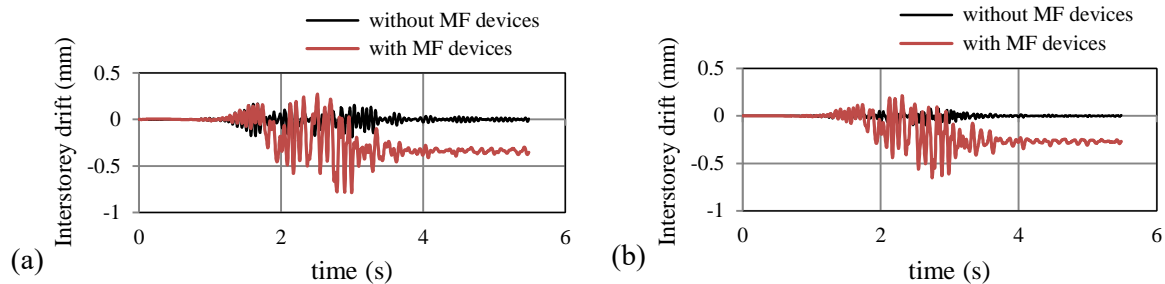 without MF devices
with MF devices
Interstorey drift (mm)
0.5
0
-0.5
-1
0 2 4 6
time (s)
(a)
without MF devices
with MF devices
Interstorey drift (mm)
0.5
0
-0.5
-1
0 2 4 6
time (s)
(b)